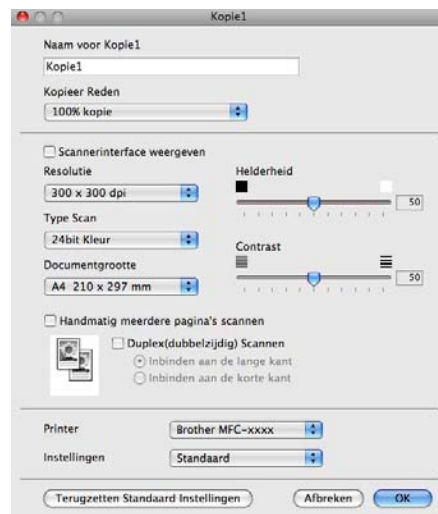 Kopie1
Naam voor Kopie1
Kopie1
Kopieer Reden
100% kopie
Scannerinterface weergeven
Resolutie
Helderheid
300 x 300 dpi
50
Type Scan
24bit Kleur
Contrast
Documentgrootte
50
A4 210 x 297 mm
Handmatig meerdere pagina's scannen
Duplex(dubbelzijdig) Scannen
Inbinden aan de lange kant
Inbinden aan de korte kant
Printer
Brother MFC-xxxx
Instellingen
Standaard
Terugzetten Standaard Instellingen
Afbreken
OK